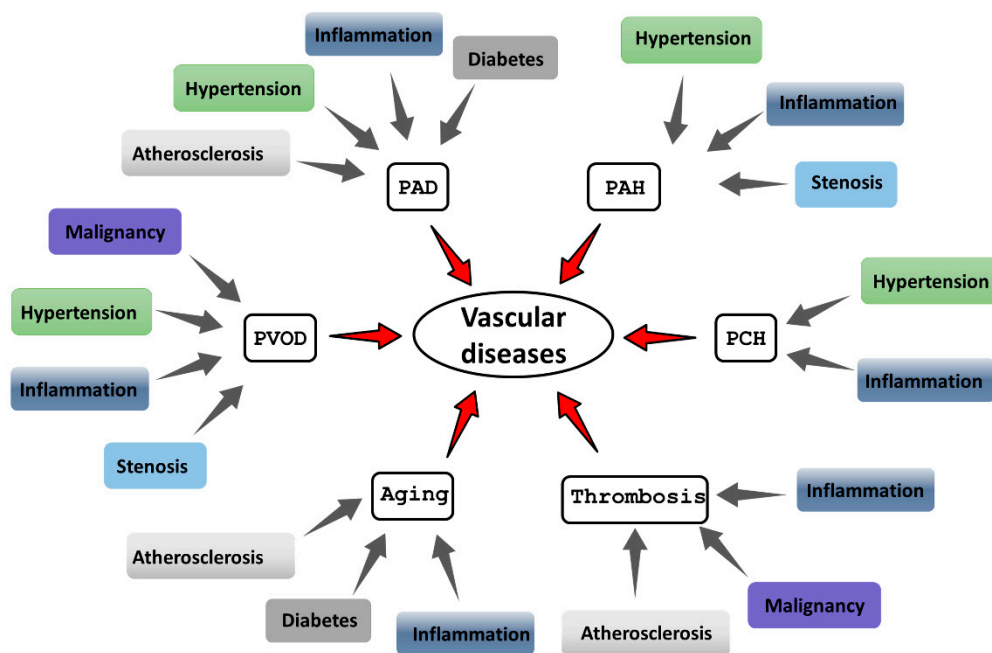 Inflammation
Hypertension
Diabetes
Hypertension
Inflammation
Atherosclerosis
PAD
PAH
Stenosis
Malignancy
Hypertension
Hypertension
Vascular
diseases
PVOD
PCH
Inflammation
Inflammation
Stenosis
Aging
Thrombosis
Inflammation
Atherosclerosis
Malignancy
Diabetes
Inflammation
Atherosclerosis